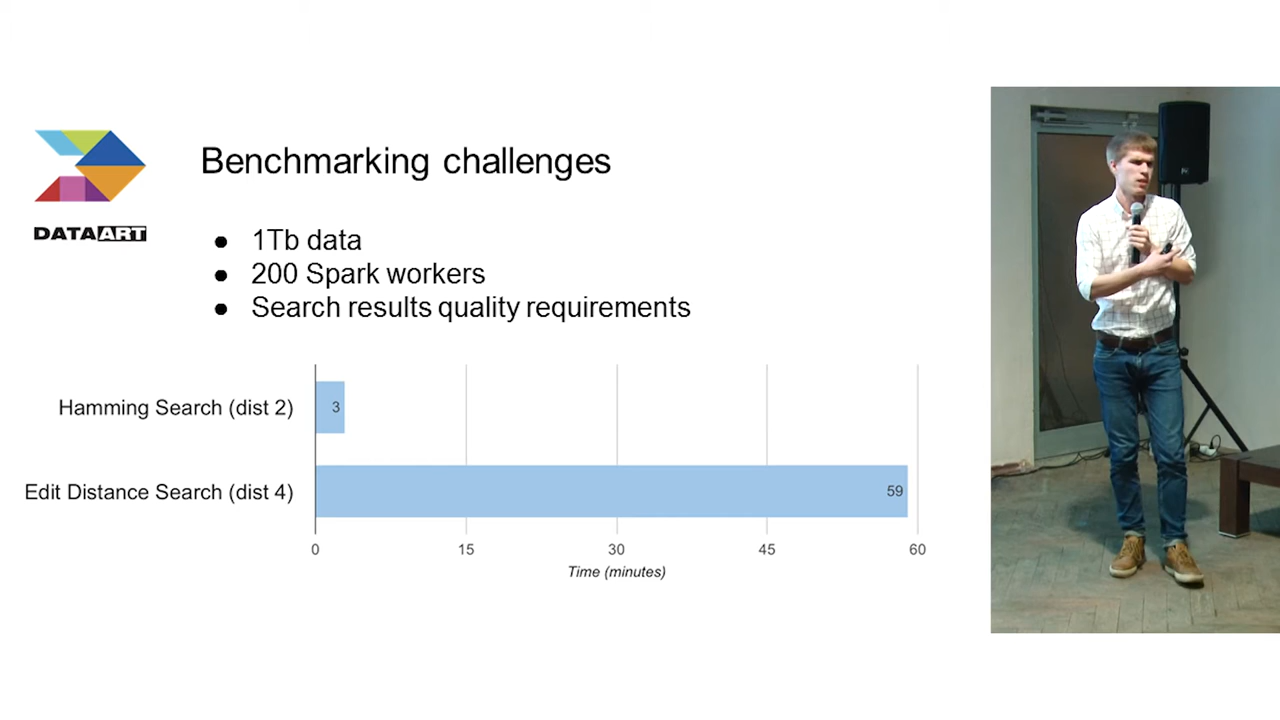 Benchmarking challenges
DATAART
● 1Tb data
● 200 Spark workers
● Search results quality requirements
Hamming Search (dist 2)
3
Edit Distance Search (dist 4)
59
0 15 30 45 60
Time (minutes)